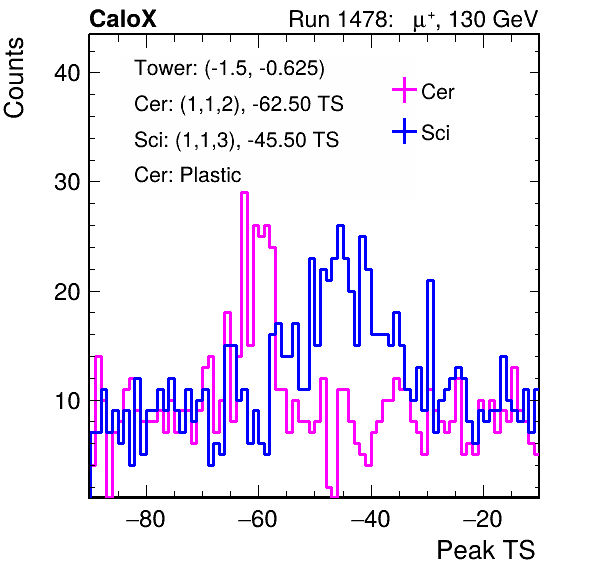 CaloX Run 1478: μ⁺, 130 GeV
Counts
Tower: (-1.5, -0.625)
Cer: (1,1,2), -62.50 TS
Sci: (1,1,3), -45.50 TS
Cer: Plastic
Cer
Sci
40
30
20
10
−80 −60 −40 −20
Peak TS